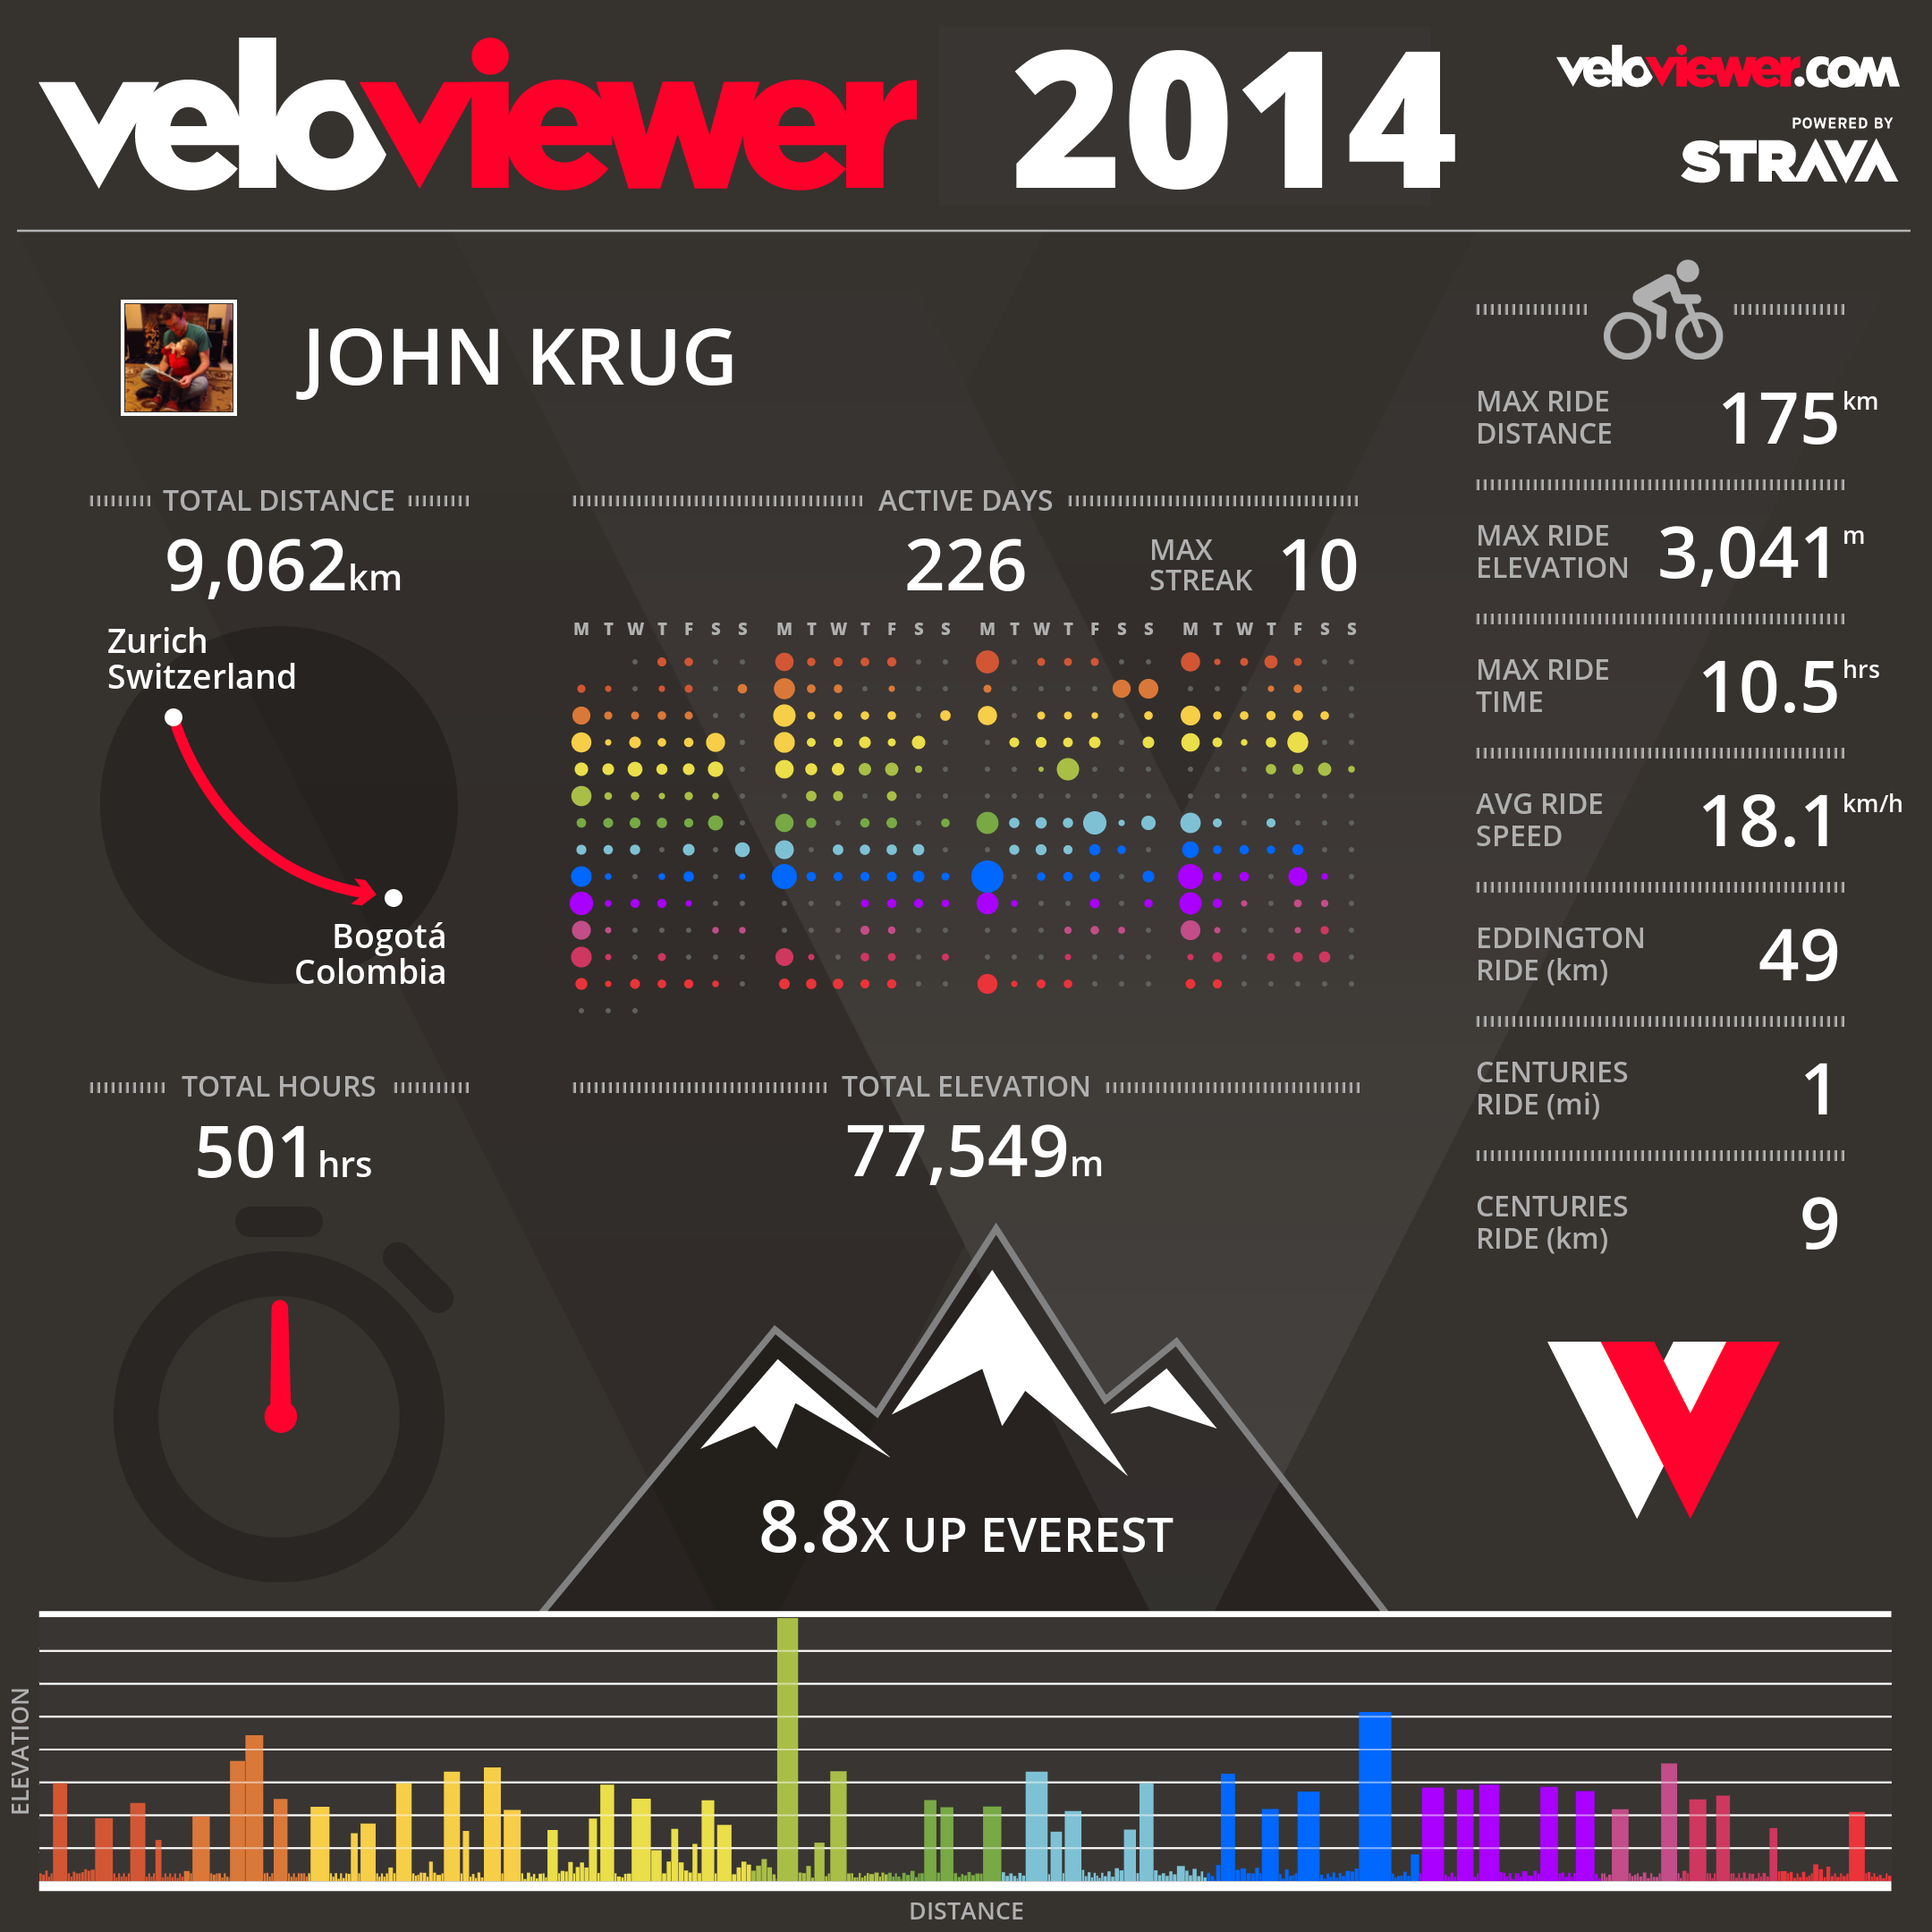 veloviewer 2014
veloviewer.com
POWERED BY
STRAVA
JOHN KRUG
TOTAL DISTANCE
9,062km
Zurich
Switzerland
Bogotá
Colombia
ACTIVE DAYS
226
MAX
STREAK
10
M T W T F S S M T W T F S S M T W T F S S M T W T F S S
TOTAL HOURS
501hrs
TOTAL ELEVATION
77,549m
8.8X UP EVEREST
MAX RIDE
DISTANCE
175km
MAX RIDE
ELEVATION
3,041m
MAX RIDE
TIME
10.5hrs
AVG RIDE
SPEED
18.1km/h
EDDINGTON
RIDE (km)
49
CENTURIES
RIDE (mi)
1
CENTURIES
RIDE (km)
9
ELEVATION
DISTANCE